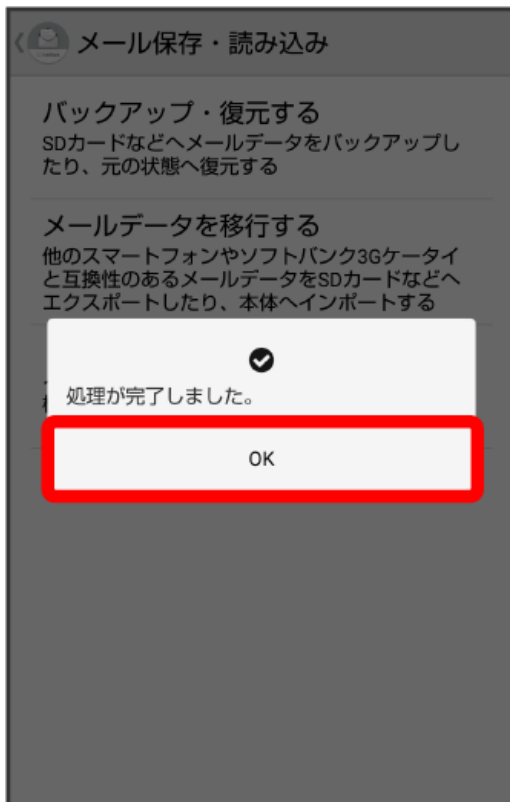 メール保存・読み込み
バックアップ・復元する
SDカードなどへメールデータをバックアップし
たり、元の状態へ復元する
メールデータを移行する
他のスマートフォンやソフトバンク3Gケータイ
と互換性のあるメールデータをSDカードなどへ
エクスポートしたり、本体へインポートする
処理が完了しました。
OK